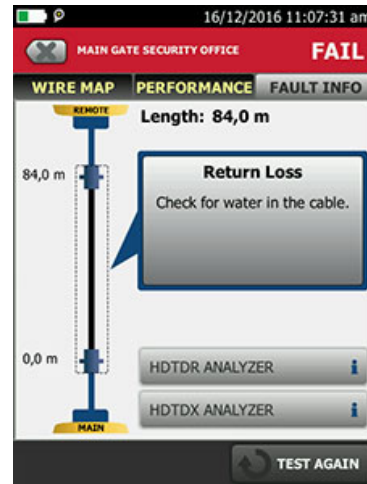 16/12/2016 11:07:31 am
MAIN GATE SECURITY OFFICE
FAIL
WIRE MAP
PERFORMANCE
FAULT INFO
REMOTE
Length: 84,0 m
84,0 m
Return Loss
Check for water in the cable.
0,0 m
HDTDR ANALYZER i
HDTDX ANALYZER i
MAIN
TEST AGAIN